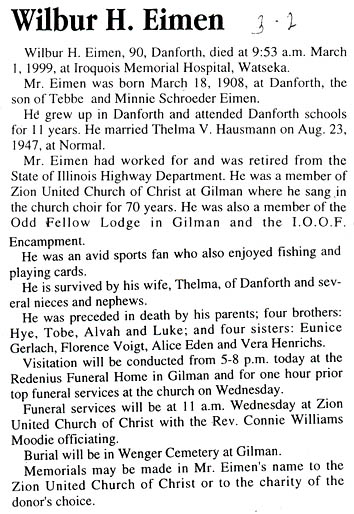 Wilbur H. Eimen 3-2
Wilbur H. Eimen, 90, Danforth, died at 9:53 a.m. March
1, 1999, at Iroquois Memorial Hospital, Watseka.
Mr. Eimen was born March 18, 1908, at Danforth, the
son of Tebbe and Minnie Schroeder Eimen.
He grew up in Danforth and attended Danforth schools
for 11 years. He married Thelma V. Hausmann on Aug. 23,
1947, at Normal.
Mr. Eimen had worked for and was retired from the
State of Illinois Highway Department. He was a member of
Zion United Church of Christ at Gilman where he sang in
the church choir for 70 years. He was also a member of the
Odd Fellow Lodge in Gilman and the I.O.O.F.
Encampment.
He was an avid sports fan who also enjoyed fishing and
playing cards.
He is survived by his wife, Thelma, of Danforth and sev-
eral nieces and nephews.
He was preceded in death by his parents; four brothers:
Hye, Tobe, Alvah and Luke; and four sisters: Eunice
Gerlach, Florence Voigt, Alice Eden and Vera Henrichs.
Visitation will be conducted from 5-8 p.m. today at the
Redenius Funeral Home in Gilman and for one hour prior
top funeral services at the church on Wednesday.
Funeral services will be at 11 a.m. Wednesday at Zion
United Church of Christ with the Rev. Connie Williams
Moodie officiating.
Burial will be in Wenger Cemetery at Gilman.
Memorials may be made in Mr. Eimen's name to the
Zion United Church of Christ or to the charity of the
donor's choice.